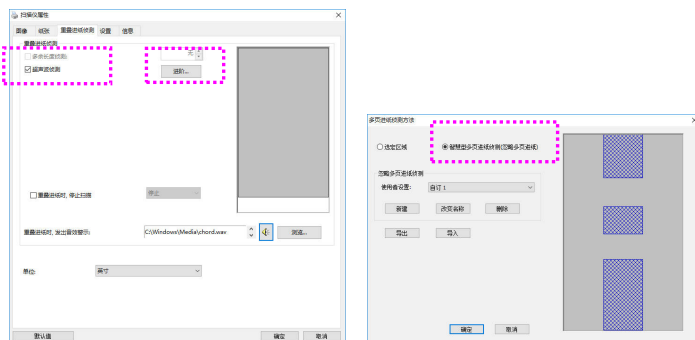 扫描仪属性
图像 纸张 重叠进纸侦测 设置 信息
重叠进纸侦测
多余长度侦测: 无
超声波侦测 进阶...
重叠进纸时, 停止扫描 停止
重叠进纸时, 发出音效警示: C:\Windows\Media\chord.wav 浏览...
单位: 英寸
默认值 确定 取消
多页进纸侦测方法
选定区域 智慧型多页进纸侦测(忽略多页进纸)
忽略多页进纸侦测
使用者设置: 自订 1
新建 改变名称 删除
导出 导入
确定 取消